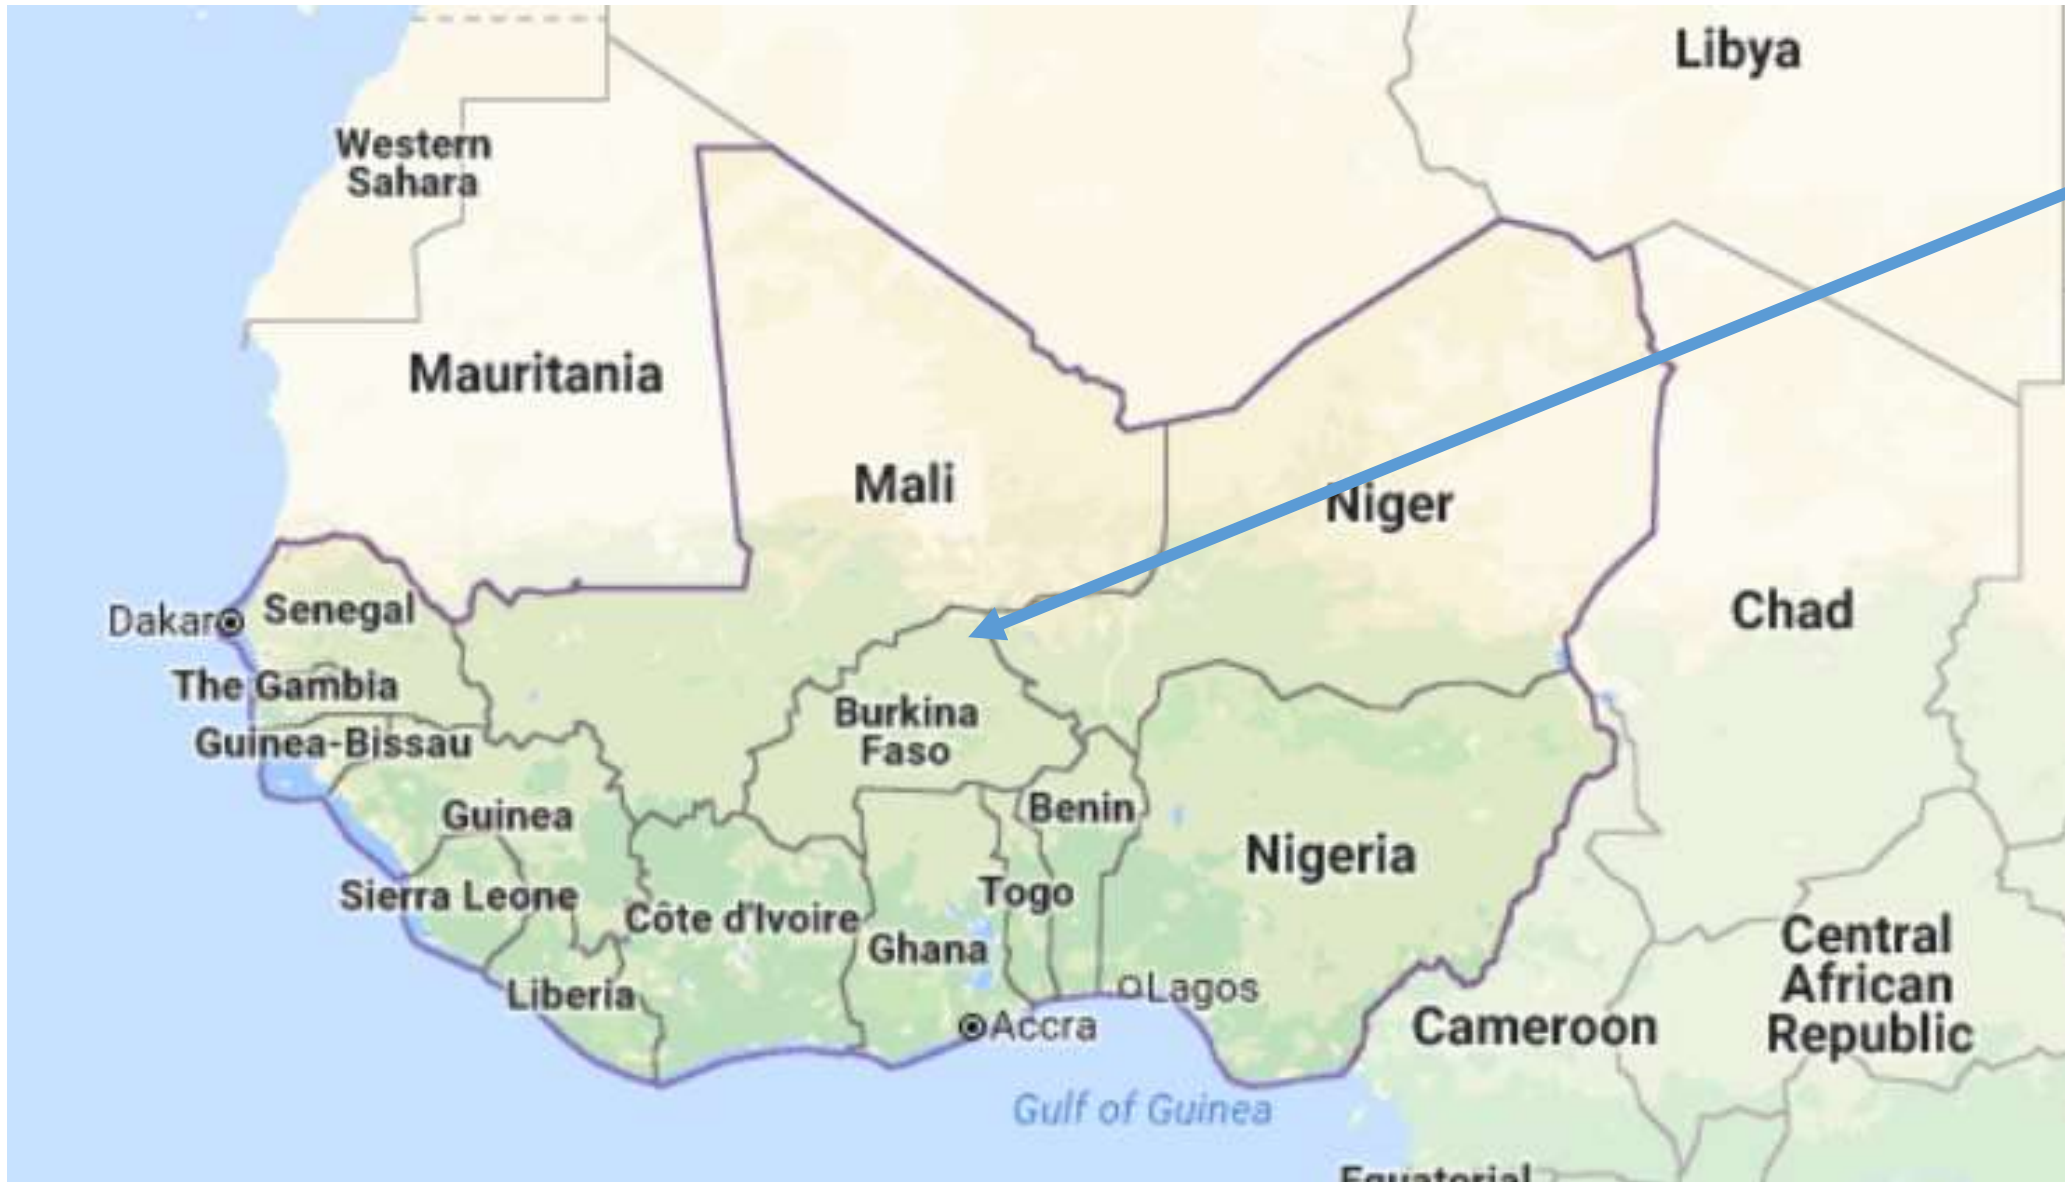 Libya
Western
Sahara
Mauritania
Mali
Niger
Dakar
Senegal
Chad
The Gambia
Burkina
Faso
Guinea-Bissau
Guinea
Benin
Nigeria
Sierra Leone
Togo
Côte d'Ivoire
Ghana
Central
African
Republic
Liberia
Lagos
Accra
Cameroon
Gulf of Guinea
Equatorial